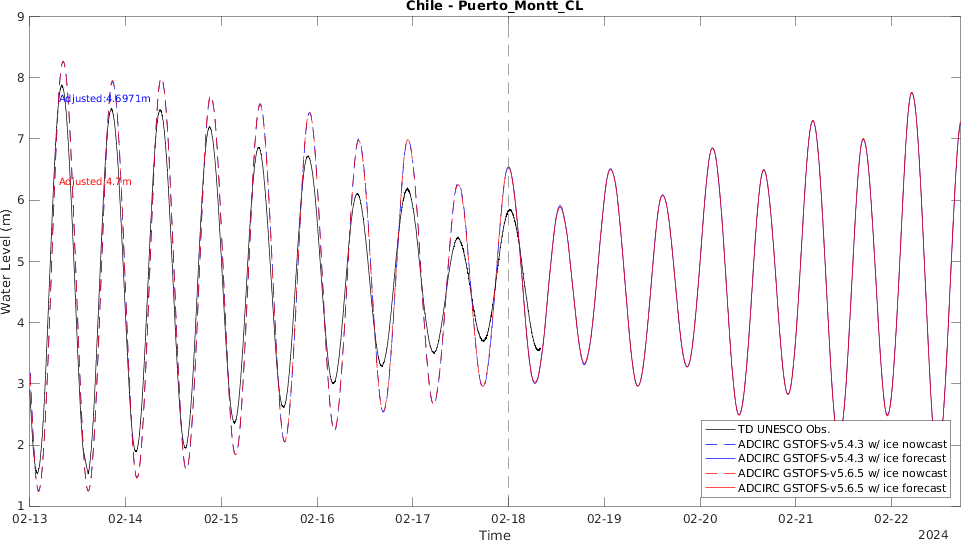 Chile - Puerto_Montt_CL
9
8
7
6
5
4
3
2
1
Water Level (m)
Adjusted:4.6971m
Adjusted:4.7m
TD UNESCO Obs.
ADCIRC GSTOFS-v5.4.3 w/ ice nowcast
ADCIRC GSTOFS-v5.4.3 w/ ice forecast
ADCIRC GSTOFS-v5.6.5 w/ ice nowcast
ADCIRC GSTOFS-v5.6.5 w/ ice forecast
02-13 02-14 02-15 02-16 02-17 02-18 02-19 02-20 02-21 02-22
Time
2024